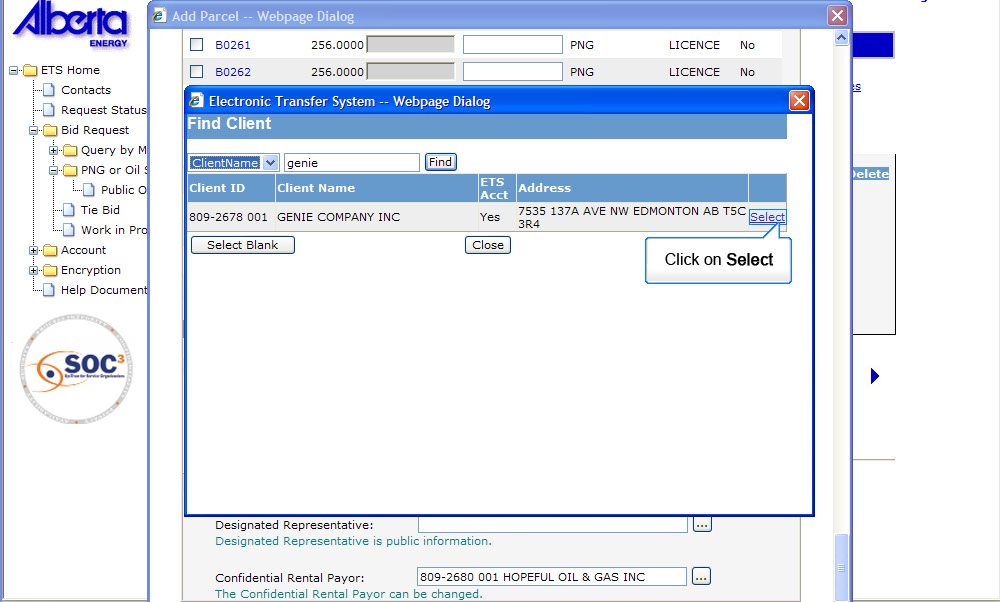 Alberta
ENERGY
Add Parcel -- Webpage Dialog
B0261 256.0000 PNG LICENCE No
B0262 256.0000 PNG LICENCE No
ETS Home
Contacts
Request Status
Bid Request
Query by M
PNG or Oil S
Public O
Tie Bid
Work in Pro
Account
Encryption
Help Document
SOC3
Electronic Transfer System -- Webpage Dialog
Find Client
ClientName genie Find
Client ID Client Name ETS Acct Address
809-2678 001 GENIE COMPANY INC Yes 7535 137A AVE NW EDMONTON AB T5C 3R4 Select
Select Blank Close
Click on Select
es
Delete
Designated Representative: ...
Designated Representative is public information.
Confidential Rental Payor: 809-2680 001 HOPEFUL OIL & GAS INC ...
The Confidential Rental Payor can be changed.